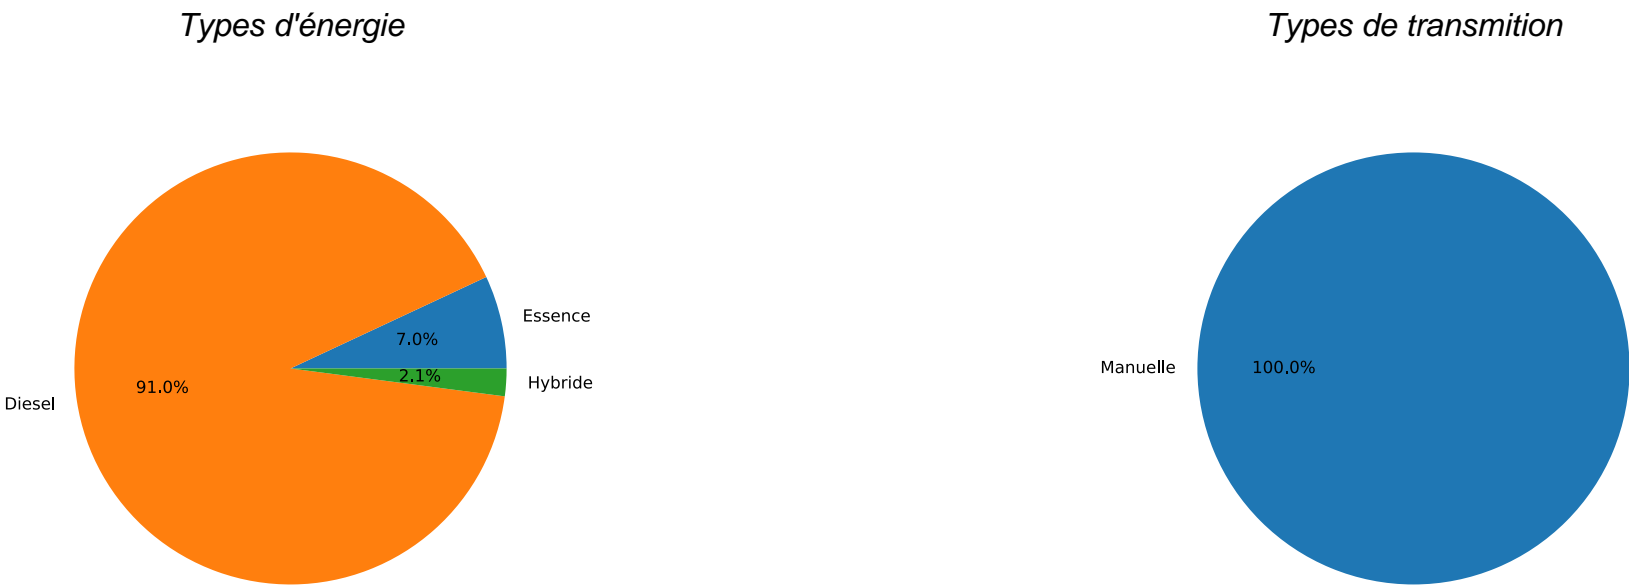 Types d'énergie
Types de transmition
Essence
7.0%
2.1%
Hybride
91.0%
Diesel
Manuelle
100.0%